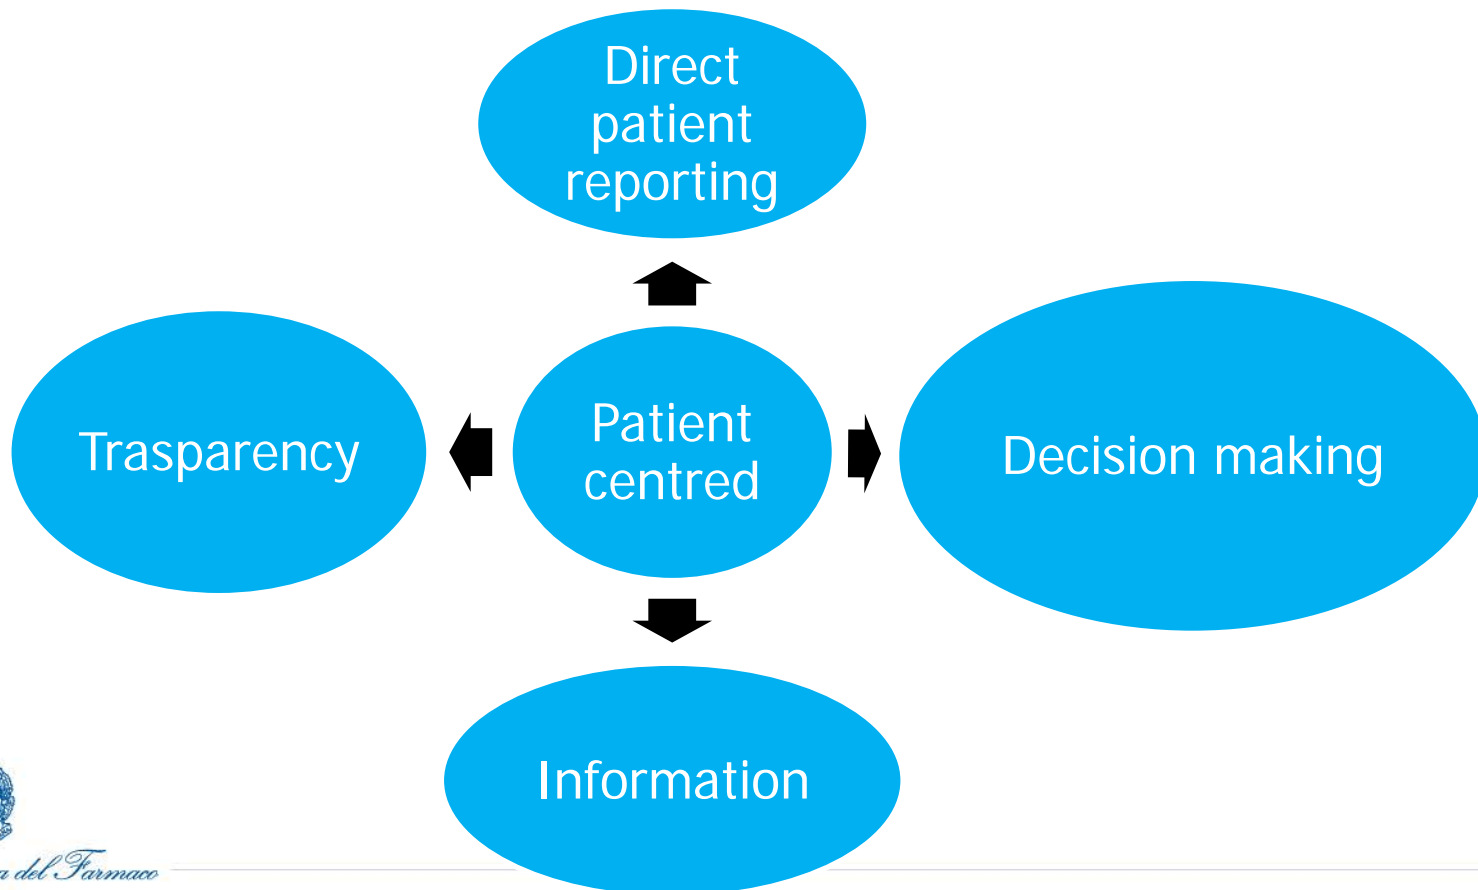 Direct
patient
reporting
Trasparency
Patient
centred
Decision making
Information
del Farmaco